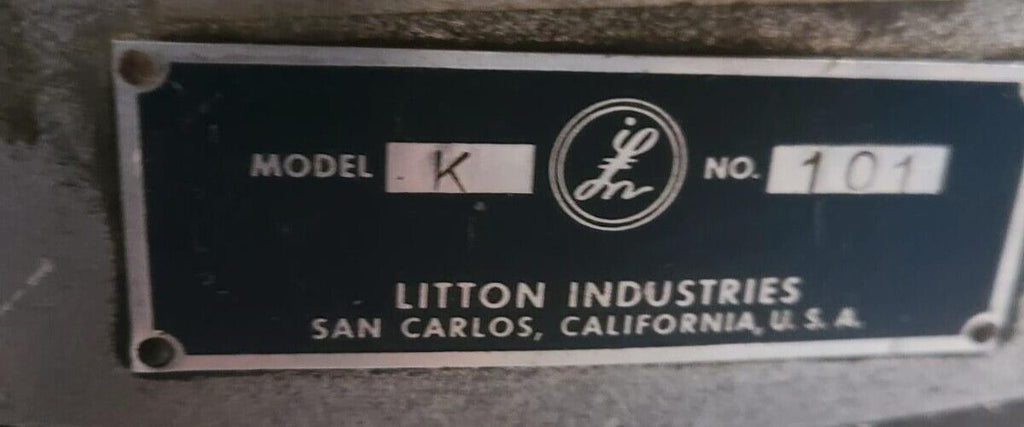 MODEL K NO. 101
LITTON INDUSTRIES
SAN CARLOS, CALIFORNIA, U. S. A.